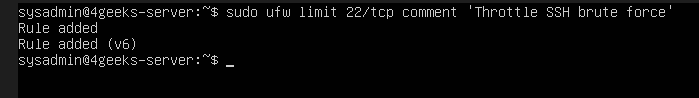 sysadmin@4geeks-server:~$ sudo ufw limit 22/tcp comment 'Throttle SSH brute force'
Rule added
Rule added (v6)
sysadmin@4geeks-server:~$ _